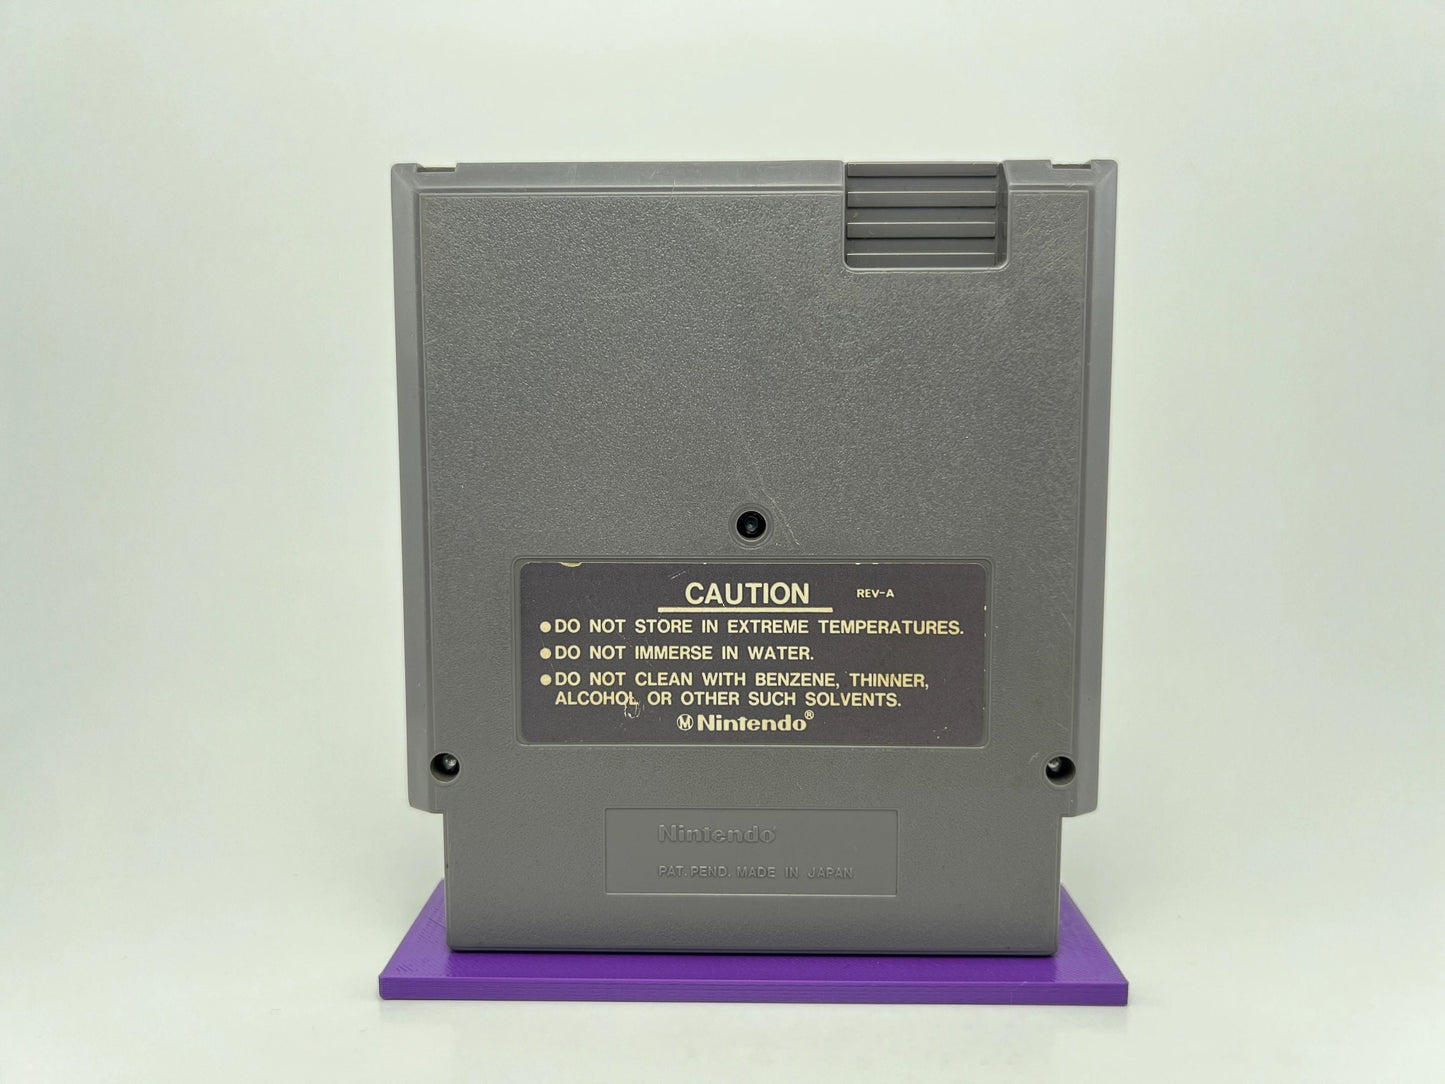 CAUTION REV-A
●DO NOT STORE IN EXTREME TEMPERATURES.
●DO NOT IMMERSE IN WATER.
●DO NOT CLEAN WITH BENZENE, THINNER,
ALCOHOL OR OTHER SUCH SOLVENTS.
Ⓜ Nintendo®
Nintendo®
PAT. PEND. MADE IN JAPAN